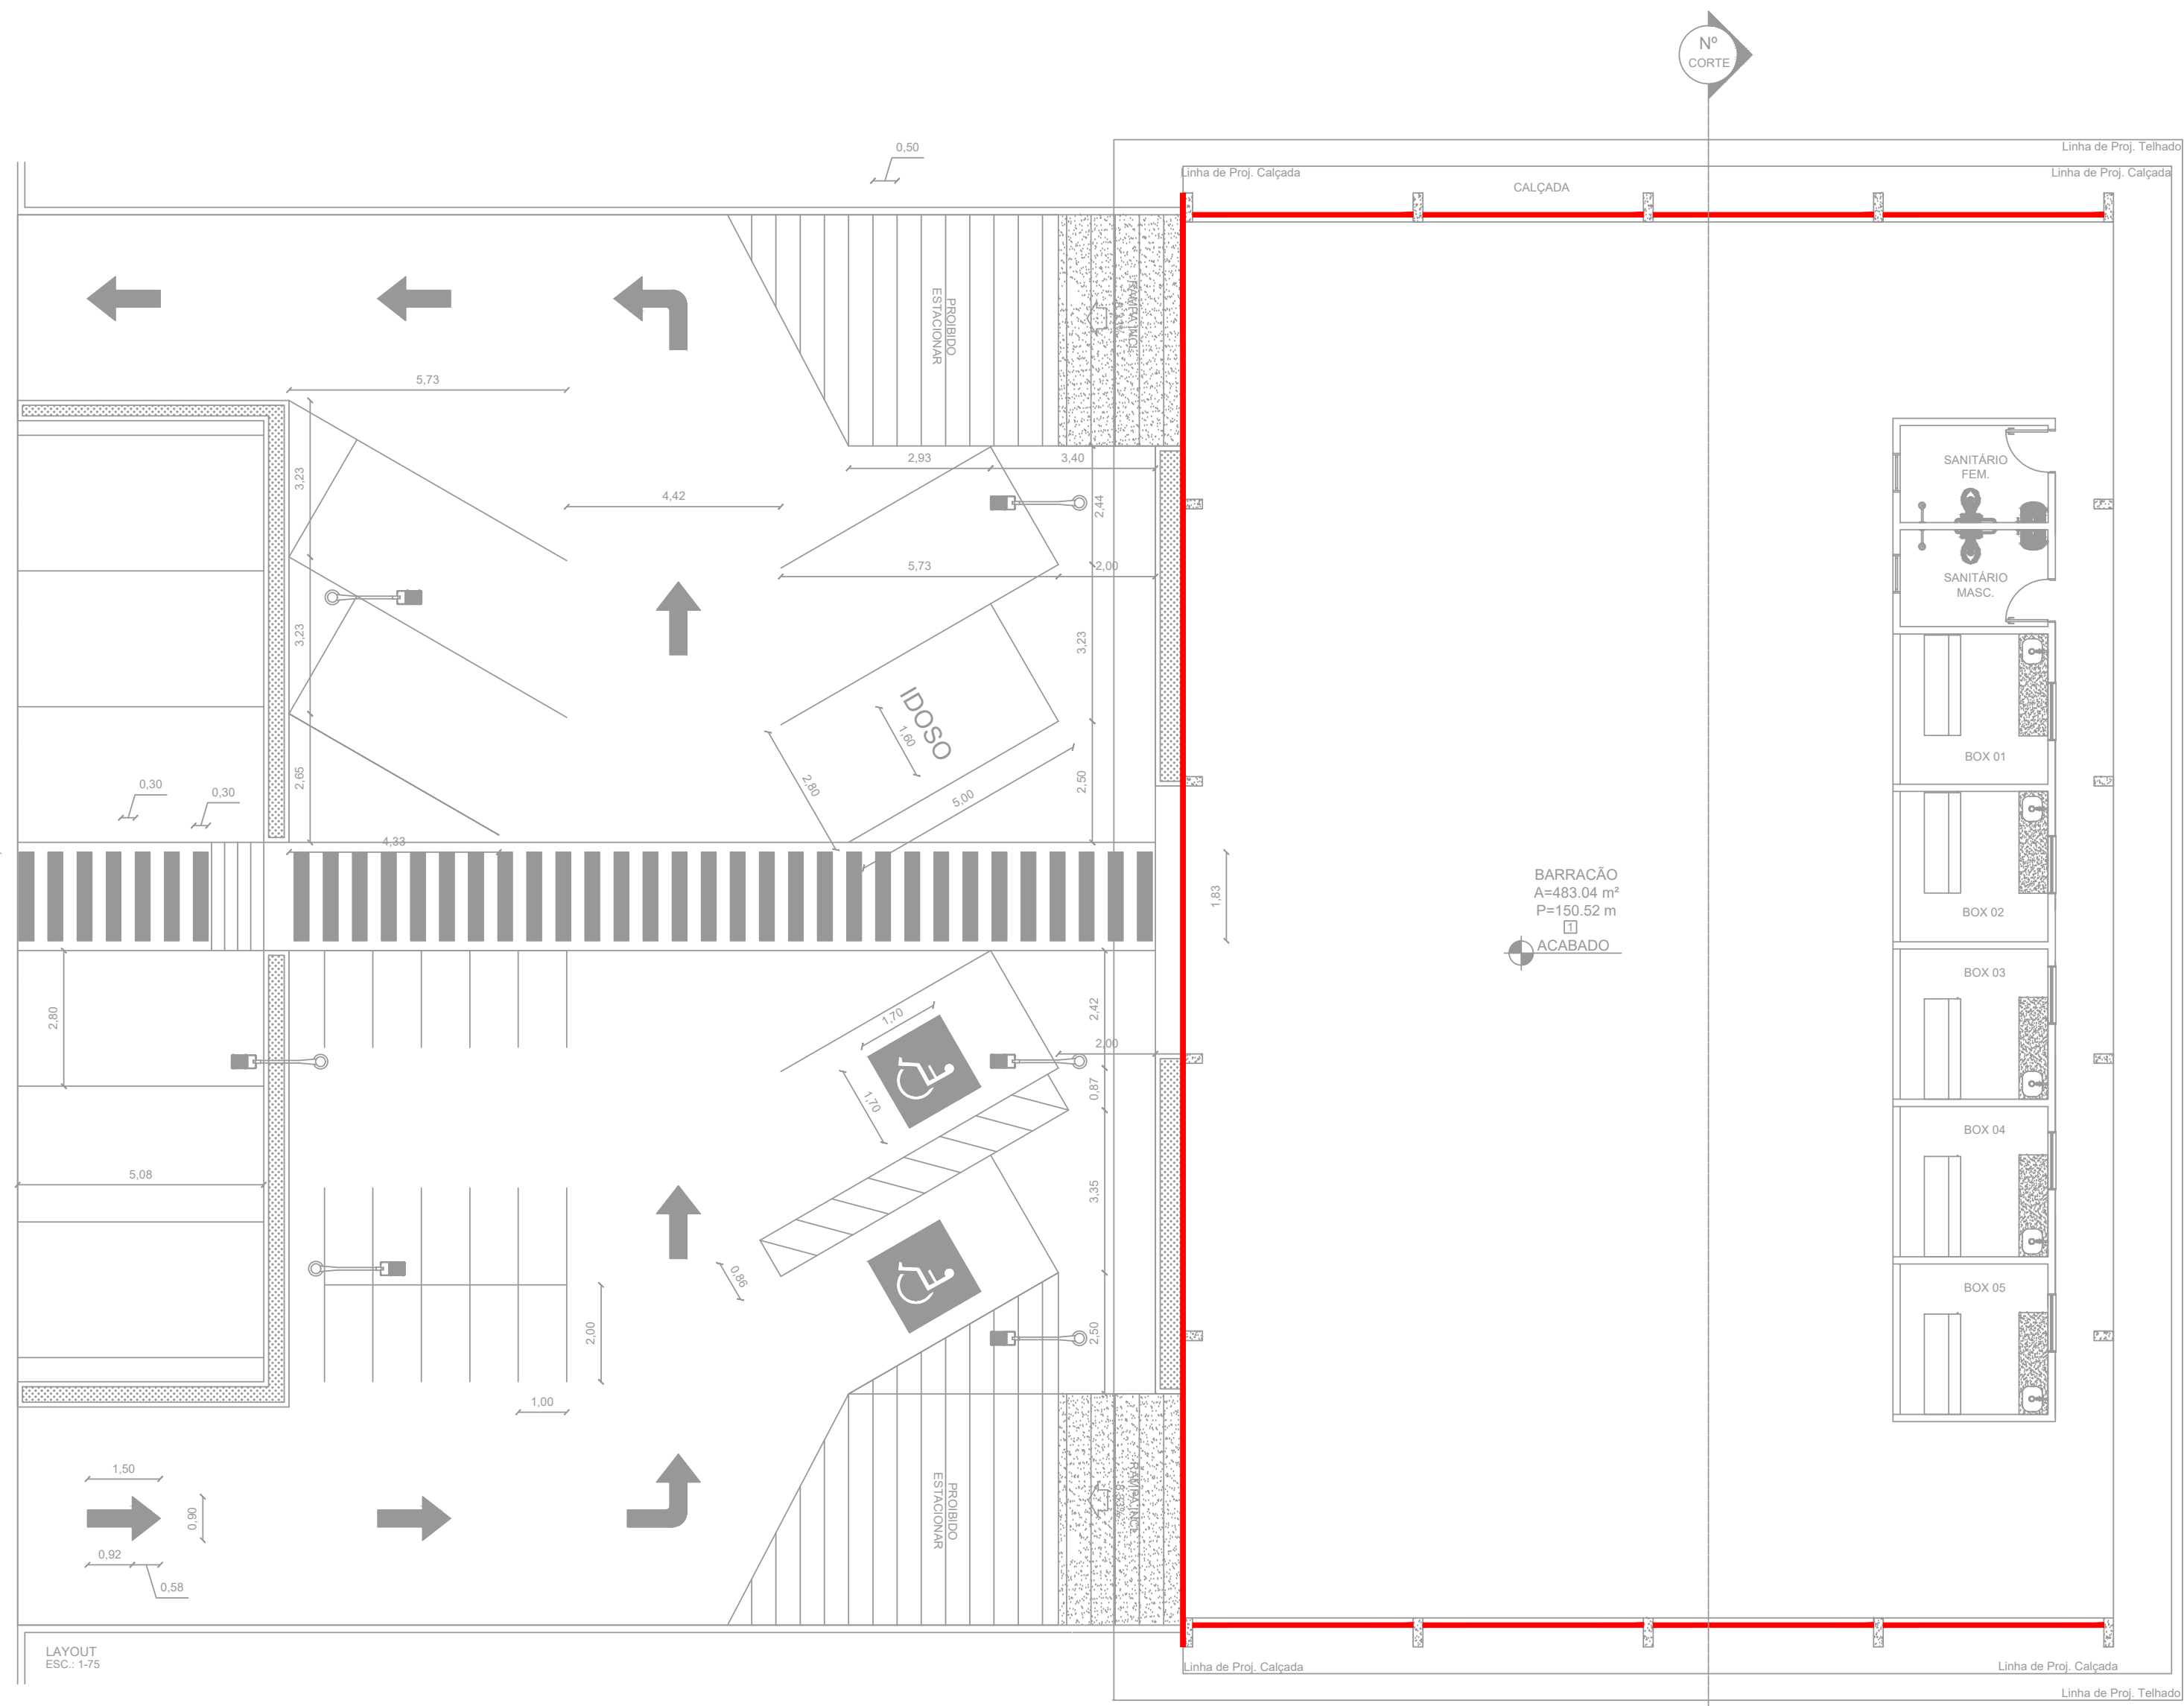 Nº
CORTE
Linha de Proj. Telhado
0,50
Linha de Proj. Calçada
Linha de Proj. Calçada
CALÇADA
PROIBIDO
ESTACIONAR
RAMPA INCL.
5,73
2,93
3,40
3,23
4,42
2,44
SANITÁRIO
FEM.
5,73
2,00
SANITÁRIO
MASC.
3,23
3,23
IDOSO
1,60
2,65
2,80
5,00
2,50
BOX 01
0,30
0,30
4,33
1,83
BARRACÃO
A=483.04 m²
P=150.52 m
1
ACABADO
BOX 02
BOX 03
2,80
1,70
2,42
2,00
1,70
0,87
BOX 04
5,08
3,35
0,86
BOX 05
2,00
2,50
1,00
1,50
0,90
PROIBIDO
ESTACIONAR
RAMPA INCL.
0,92
0,58
LAYOUT
ESC.: 1-75
Linha de Proj. Calçada
Linha de Proj. Calçada
Linha de Proj. Telhado